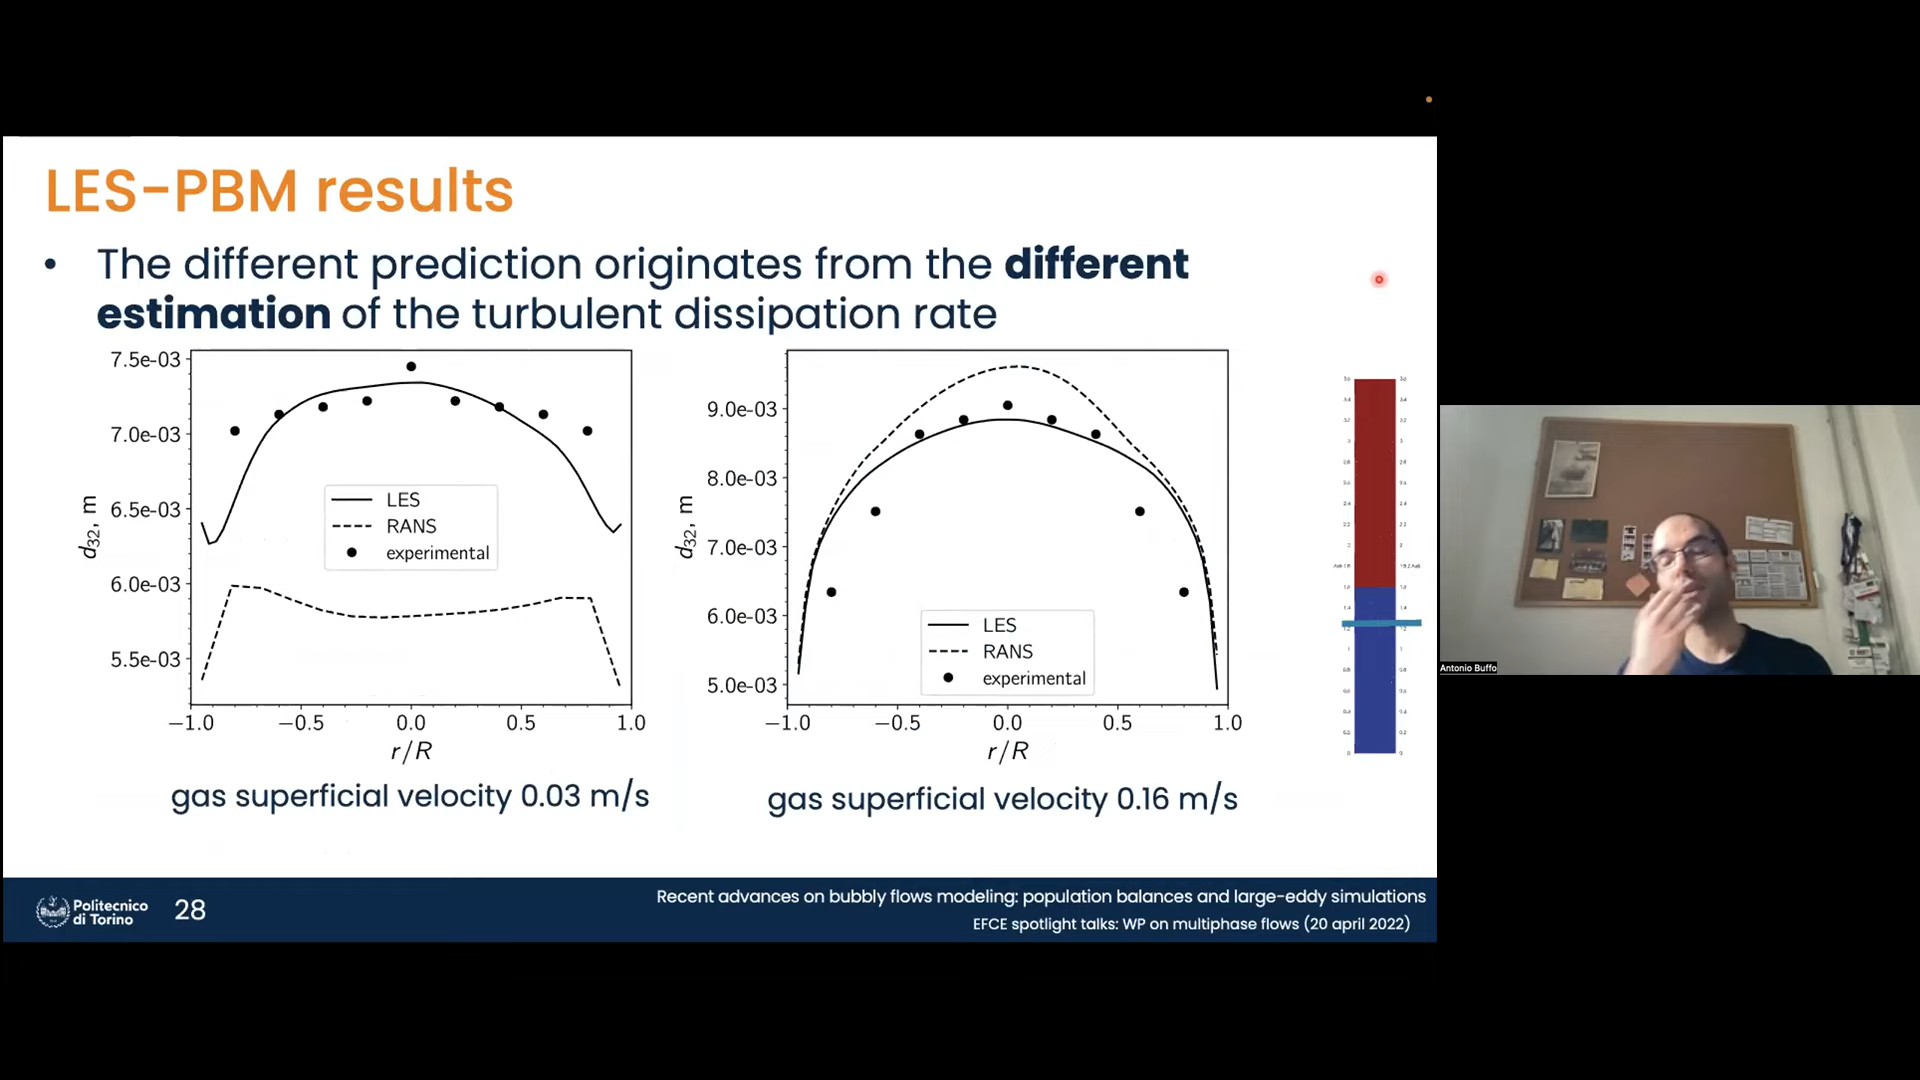 LES-PBM results
• The different prediction originates from the different
estimation of the turbulent dissipation rate
7.5e-03
7.0e-03
6.5e-03
6.0e-03
5.5e-03
d32, m
LES
RANS
experimental
−1.0 −0.5 0.0 0.5 1.0
r/R
gas superficial velocity 0.03 m/s
9.0e-03
8.0e-03
7.0e-03
6.0e-03
5.0e-03
d32, m
LES
RANS
experimental
−1.0 −0.5 0.0 0.5 1.0
r/R
gas superficial velocity 0.16 m/s
Politecnico
di Torino
28
Recent advances on bubbly flows modeling: population balances and large-eddy simulations
EFCE spotlight talks: WP on multiphase flows (20 april 2022)
Antonio Buffo